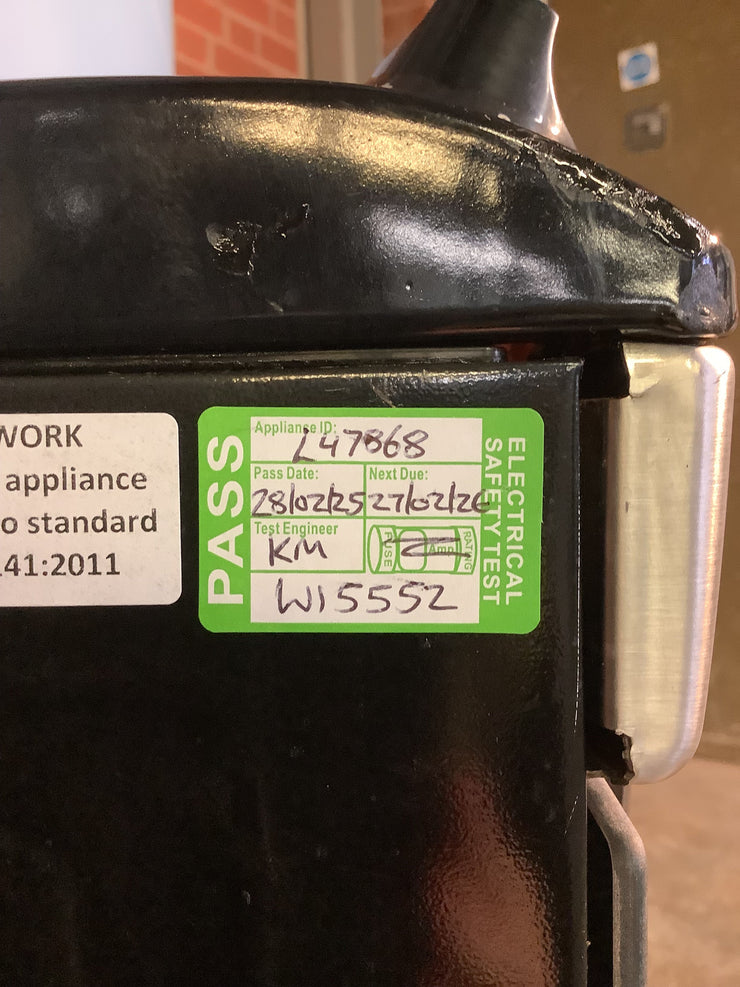 WORK
appliance
o standard
41:2011
PASS
Appliance ID:
L47868
Pass Date: Next Due:
28/02/25 27/02/26
Test Engineer
KM
FUSE Amp RATING
W15552
ELECTRICAL
SAFETY TEST